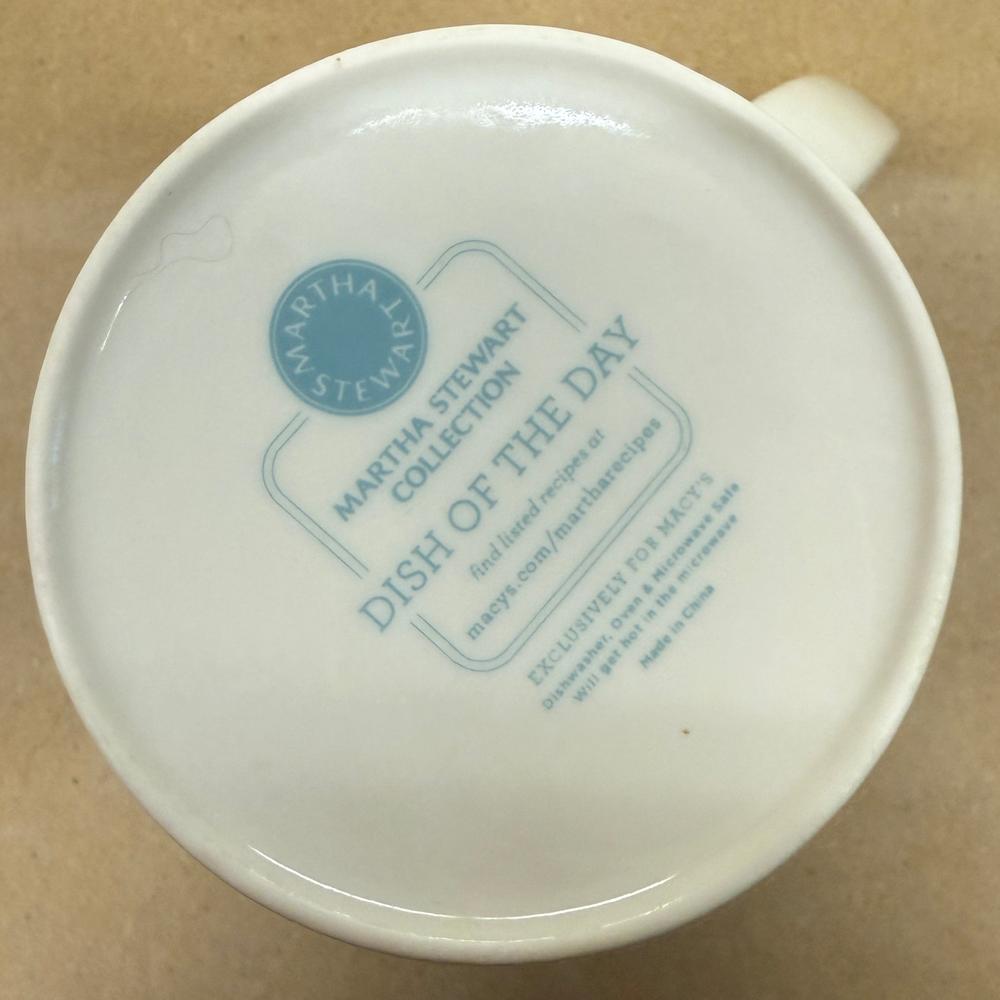 MARTHA STEWART
MARTHA STEWART
COLLECTION
DISH OF THE DAY
find listed recipes at
macys.com/martharecipes
EXCLUSIVELY FOR MACY'S
Dishwasher, Oven & Microwave Safe
Will get hot in the microwave
Made in China